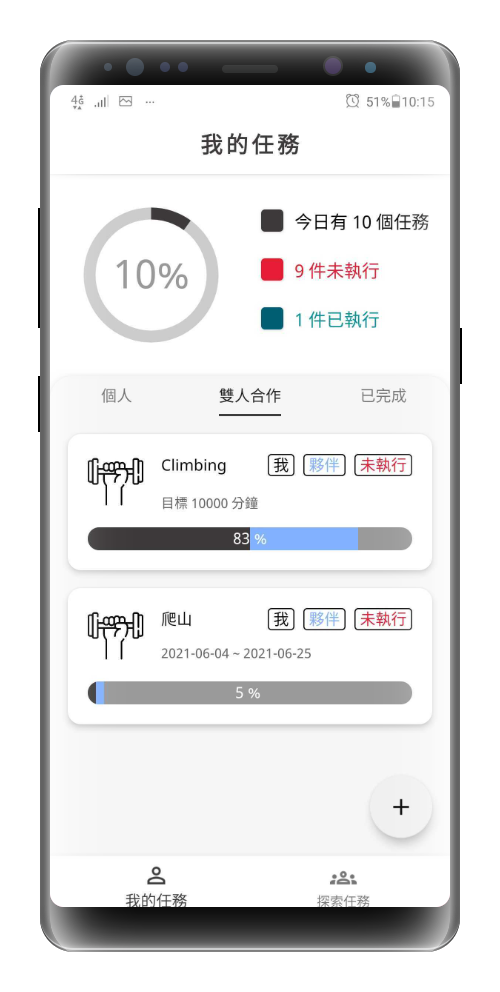 4G ... 51% 10:15
我的任務
10%
今日有 10 個任務
9 件未執行
1 件已執行
個人 雙人合作 已完成
Climbing 我 夥伴 未執行
目標 10000 分鐘
83 %
爬山 我 夥伴 未執行
2021-06-04 ~ 2021-06-25
5 %
+
我的任務 探索任務